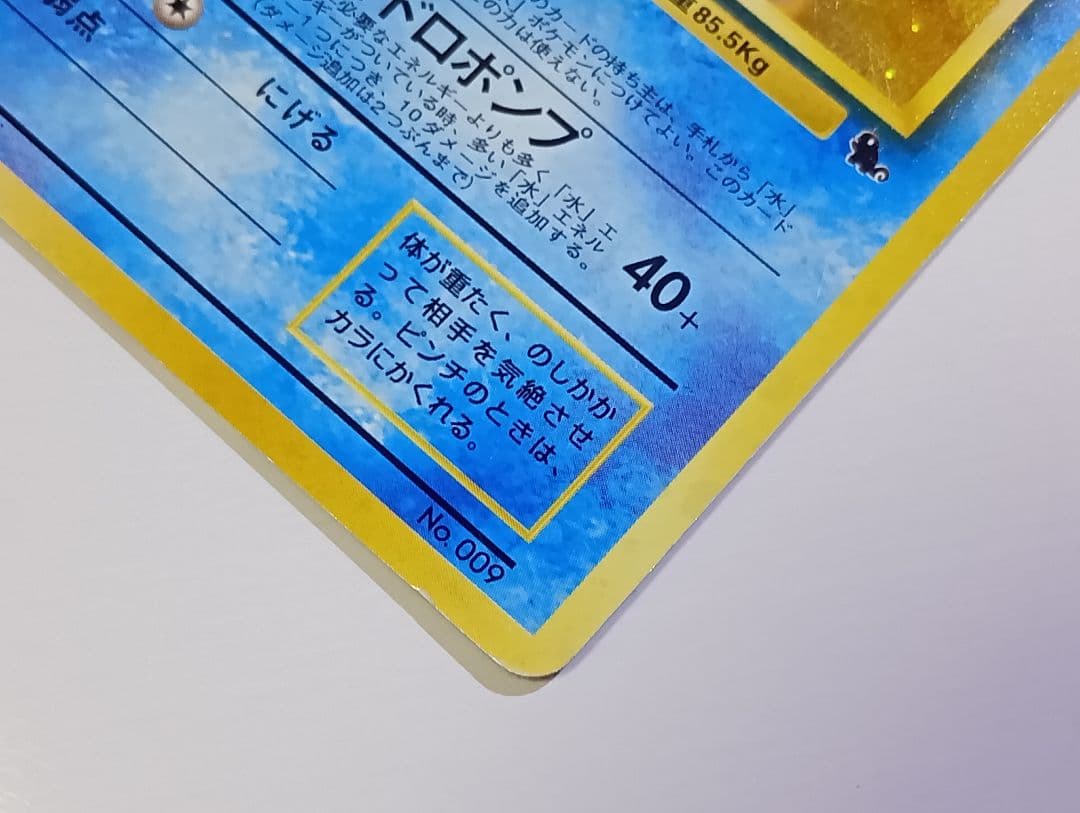 重85.5Kg
のカードの持ち主は、手札から「水」
ポケモンにつけてよい。このカード
の力は使えない。
ドロポンプ
40+
必要なエネルギーよりも多く「水」エ
ギーがついている時、多い「水」エネル
ー1つにつき、10ダメージを追加する。
(ダメージ追加は2つぶんまで)
弱点
にげる
体が重たく、のしかか
って相手を気絶させ
る。ピンチのときは、
カラにかくれる。
No.009